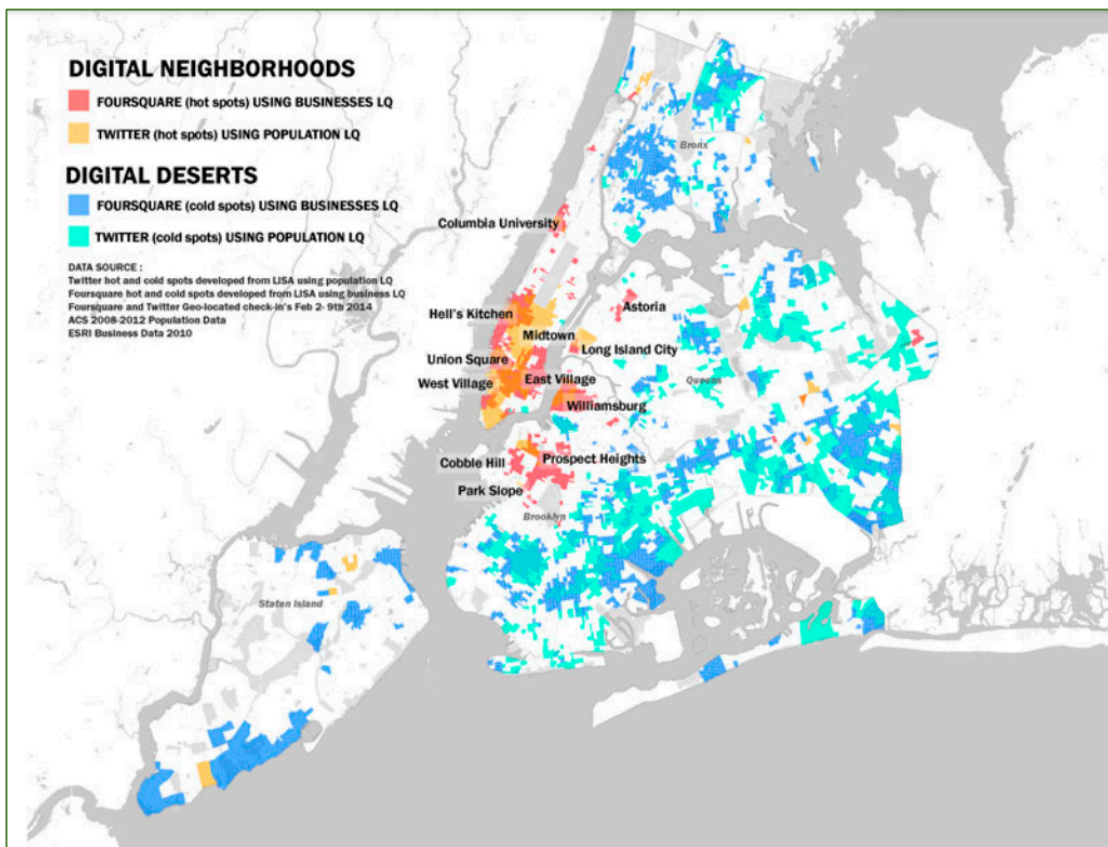 DIGITAL NEIGHBORHOODS
FOURSQUARE (hot spots) USING BUSINESSES LQ
TWITTER (hot spots) USING POPULATION LQ
DIGITAL DESERTS
FOURSQUARE (cold spots) USING BUSINESSES LQ
TWITTER (cold spots) USING POPULATION LQ
DATA SOURCE :
Twitter hot and cold spots developed from LISA using population LQ
Foursquare hot and cold spots developed from LISA using business LQ
Foursquare and Twitter Geo-located check-in's Feb 2- 9th 2014
ACS 2008-2012 Population Data
ESRI Business Data 2010
Bronx
Columbia University
Astoria
Hell's Kitchen
Midtown
Long Island City
Union Square
East Village
West Village
Queens
Williamsburg
Prospect Heights
Cobble Hill
Park Slope
Brooklyn
Staten Island